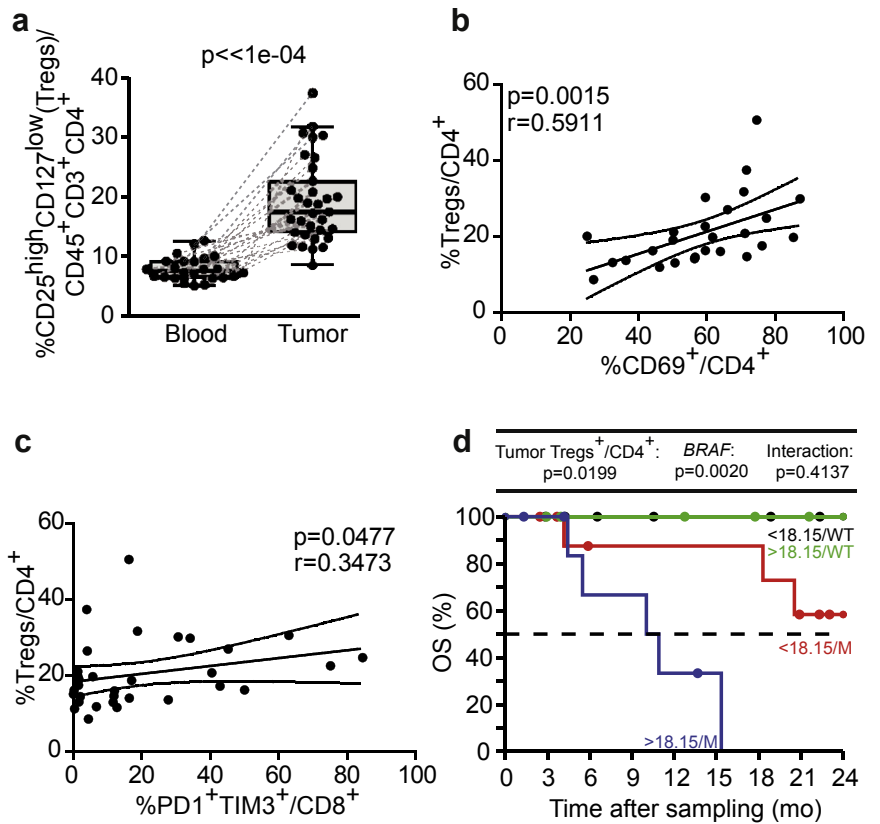 a
p<<1e-04
%CD25highCD127low(Tregs)/
CD45+CD3+CD4+
40
30
20
10
0
Blood
Tumor
b
p=0.0015
r=0.5911
%Tregs/CD4+
60
40
20
0
0
20
40
60
80
100
%CD69+/CD4+
c
p=0.0477
r=0.3473
%Tregs/CD4+
60
40
20
0
0
20
40
60
80
100
%PD1+TIM3+/CD8+
d
Tumor Tregs+/CD4+:
p=0.0199
BRAF:
p=0.0020
Interaction:
p=0.4137
OS (%)
100
80
60
40
20
0
<18.15/WT
>18.15/WT
<18.15/M
>18.15/M
0
3
6
9
12
15
18
21
24
Time after sampling (mo)